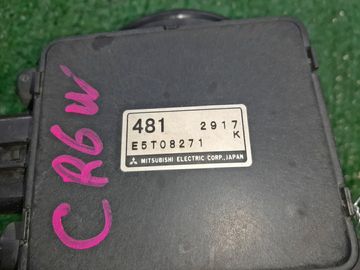 CR6W
481 2917
K
E5T08271
MITSUBISHI ELECTRIC CORP., JAPAN